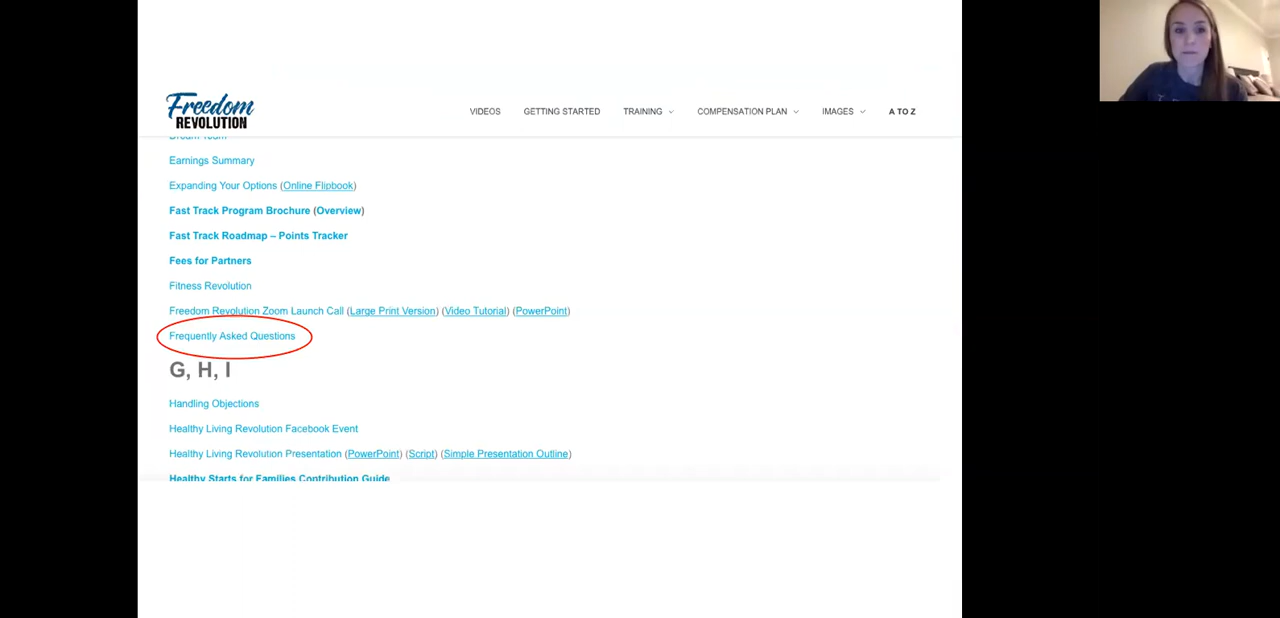 Freedom
REVOLUTION
VIDEOS GETTING STARTED TRAINING COMPENSATION PLAN IMAGES A TO Z
Dream Team
Earnings Summary
Expanding Your Options (Online Flipbook)
Fast Track Program Brochure (Overview)
Fast Track Roadmap – Points Tracker
Fees for Partners
Fitness Revolution
Freedom Revolution Zoom Launch Call (Large Print Version) (Video Tutorial) (PowerPoint)
Frequently Asked Questions
G, H, I
Handling Objections
Healthy Living Revolution Facebook Event
Healthy Living Revolution Presentation (PowerPoint) (Script) (Simple Presentation Outline)
Healthy Starts for Families Contribution Guide